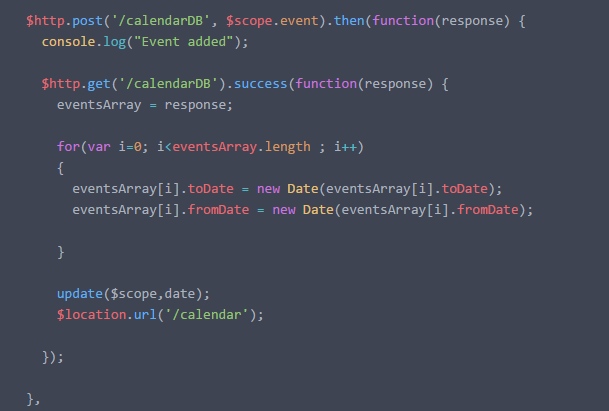 $http.post('/calendarDB', $scope.event).then(function(response) {
console.log("Event added");
$http.get('/calendarDB').success(function(response) {
eventsArray = response;
for(var i=0; i<eventsArray.length ; i++)
{
eventsArray[i].toDate = new Date(eventsArray[i].toDate);
eventsArray[i].fromDate = new Date(eventsArray[i].fromDate);
}
update($scope,date);
$location.url('/calendar');
});
},